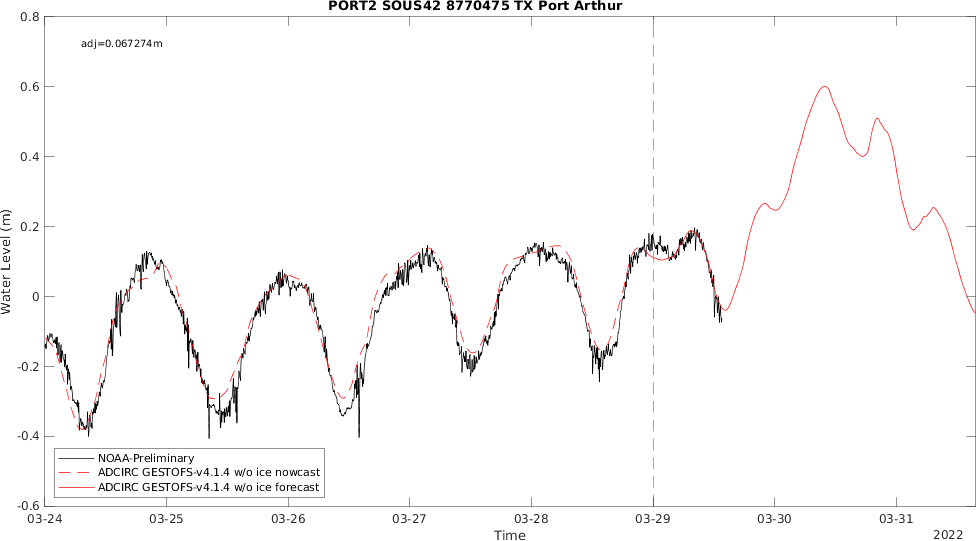 PORT2 SOUS42 8770475 TX Port Arthur
adj=0.067274m
0.8
0.6
0.4
0.2
0
-0.2
-0.4
-0.6
Water Level (m)
NOAA-Preliminary
ADCIRC GESTOFS-v4.1.4 w/o ice nowcast
ADCIRC GESTOFS-v4.1.4 w/o ice forecast
03-24 03-25 03-26 03-27 03-28 03-29 03-30 03-31
Time
2022